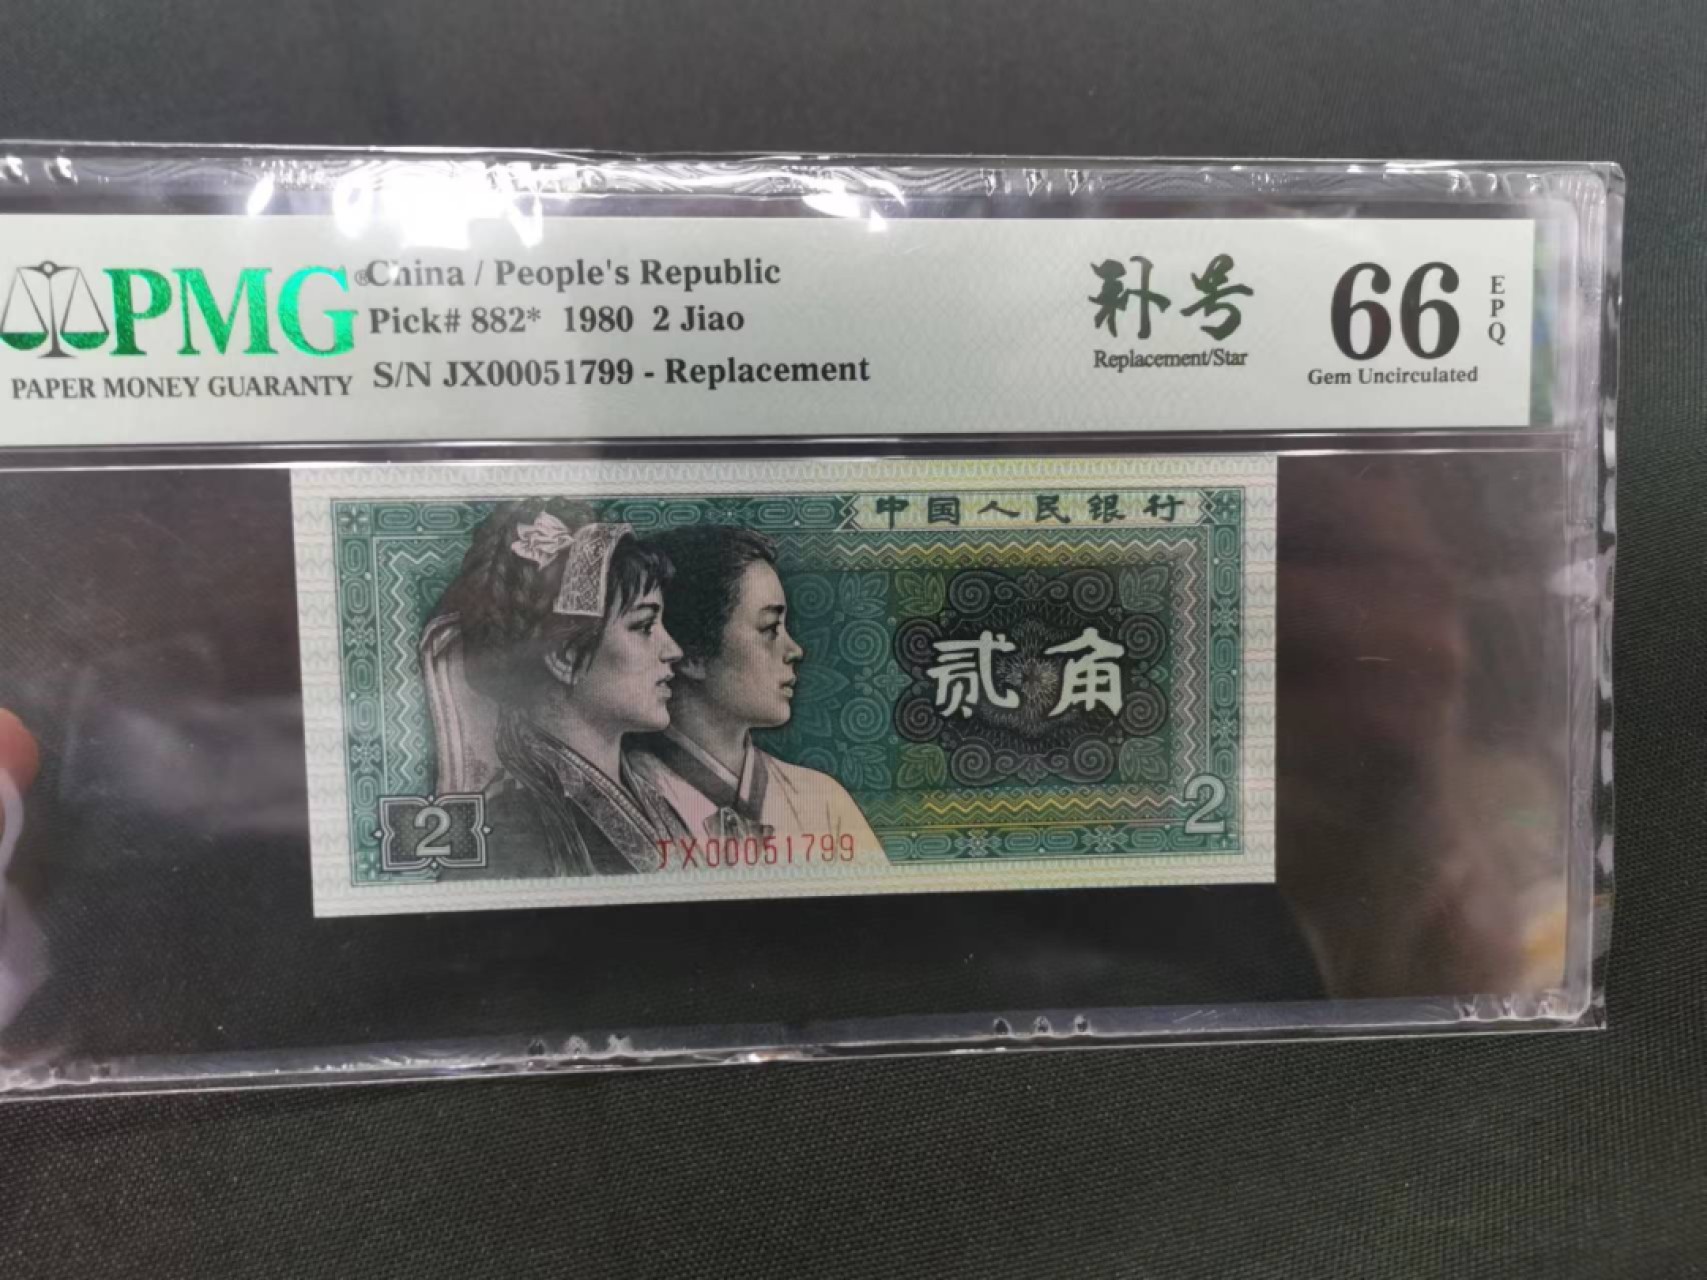 PMG®
PAPER MONEY GUARANTY
China / People's Republic
Pick# 882* 1980 2 Jiao
S/N JX00051799 - Replacement
补号
Replacement/Star
66
EPQ
Gem Uncirculated
中国人民银行
贰角
2
2
JX00051799